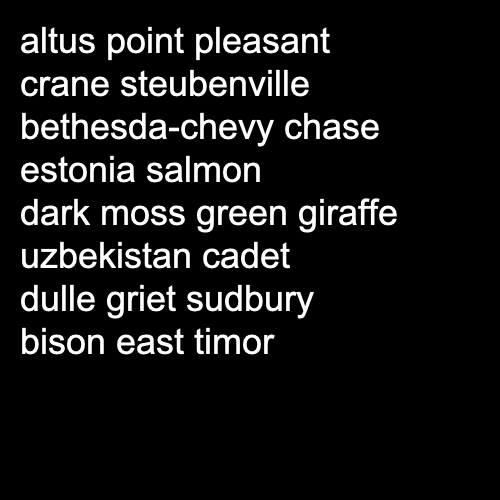 altus point pleasant
crane steubenville
bethesda-chevy chase
estonia salmon
dark moss green giraffe
uzbekistan cadet
dulle griet sudbury
bison east timor